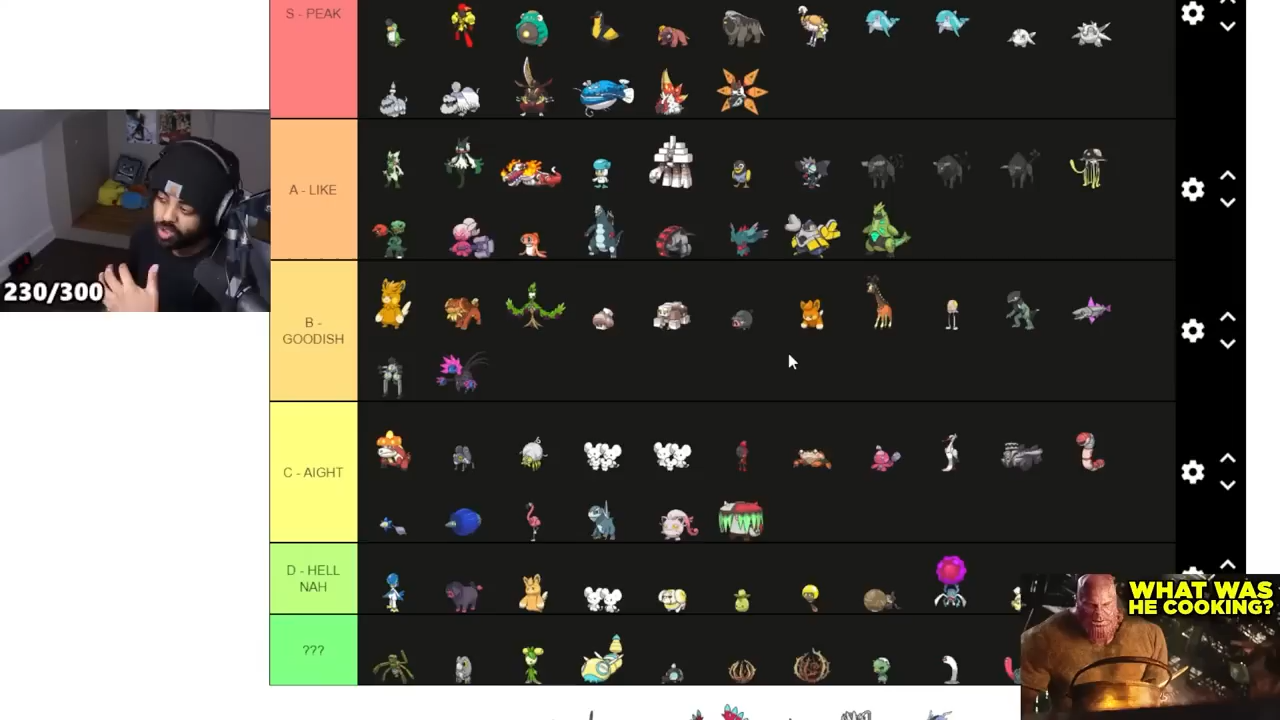 S - PEAK
A - LIKE
B -
GOODISH
C - AIGHT
D - HELL
NAH
???
230/300
WHAT WAS
HE COOKING?